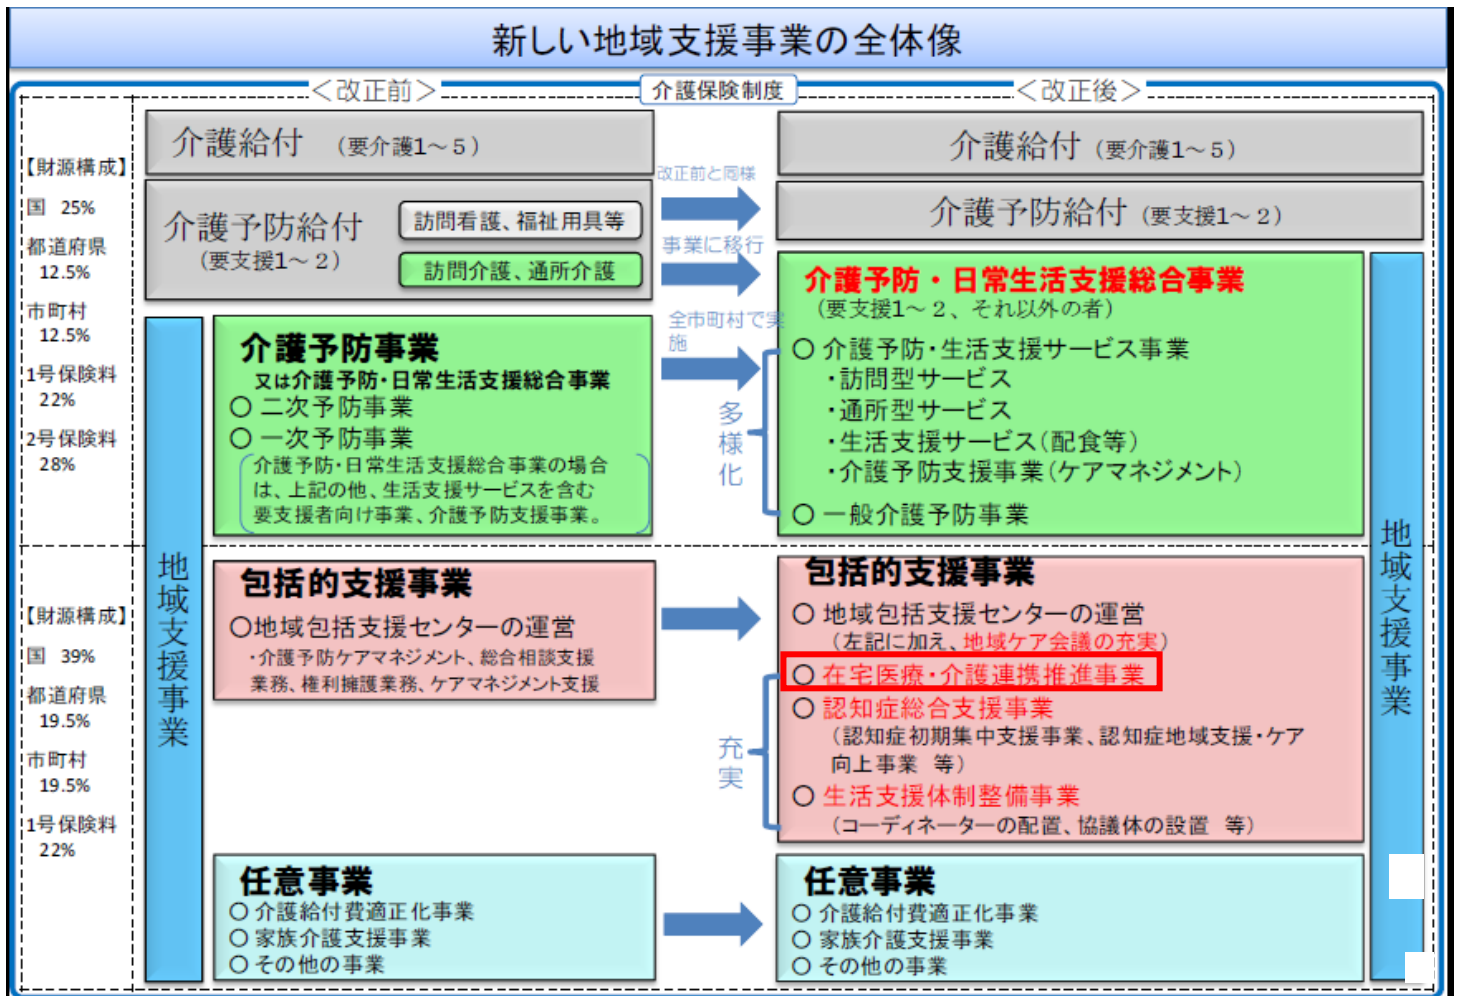 新しい地域支援事業の全体像
＜改正前＞
介護保険制度
＜改正後＞
【財源構成】
国 25%
都道府県
12.5%
市町村
12.5%
1号保険料
22%
2号保険料
28%
【財源構成】
国 39%
都道府県
19.5%
市町村
19.5%
1号保険料
22%
介護給付 （要介護1～5）
介護予防給付
（要支援1～2）
訪問看護、福祉用具等
訪問介護、通所介護
地域支援事業
介護予防事業
又は介護予防・日常生活支援総合事業
○ 二次予防事業
○ 一次予防事業
介護予防・日常生活支援総合事業の場合
は、上記の他、生活支援サービスを含む
要支援者向け事業、介護予防支援事業。
包括的支援事業
○地域包括支援センターの運営
・介護予防ケアマネジメント、総合相談支援
業務、権利擁護業務、ケアマネジメント支援
任意事業
○ 介護給付費適正化事業
○ 家族介護支援事業
○ その他の事業
改正前と同様
事業に移行
全市町村で実
施
多様化
充実
介護給付（要介護1～5）
介護予防給付（要支援1～2）
介護予防・日常生活支援総合事業
（要支援1～2、それ以外の者）
○ 介護予防・生活支援サービス事業
・訪問型サービス
・通所型サービス
・生活支援サービス（配食等）
・介護予防支援事業（ケアマネジメント）
○ 一般介護予防事業
包括的支援事業
○ 地域包括支援センターの運営
（左記に加え、地域ケア会議の充実）
○ 在宅医療・介護連携推進事業
○ 認知症総合支援事業
（認知症初期集中支援事業、認知症地域支援・ケア
向上事業 等）
○ 生活支援体制整備事業
（コーディネーターの配置、協議体の設置 等）
任意事業
○ 介護給付費適正化事業
○ 家族介護支援事業
○ その他の事業
地域支援事業